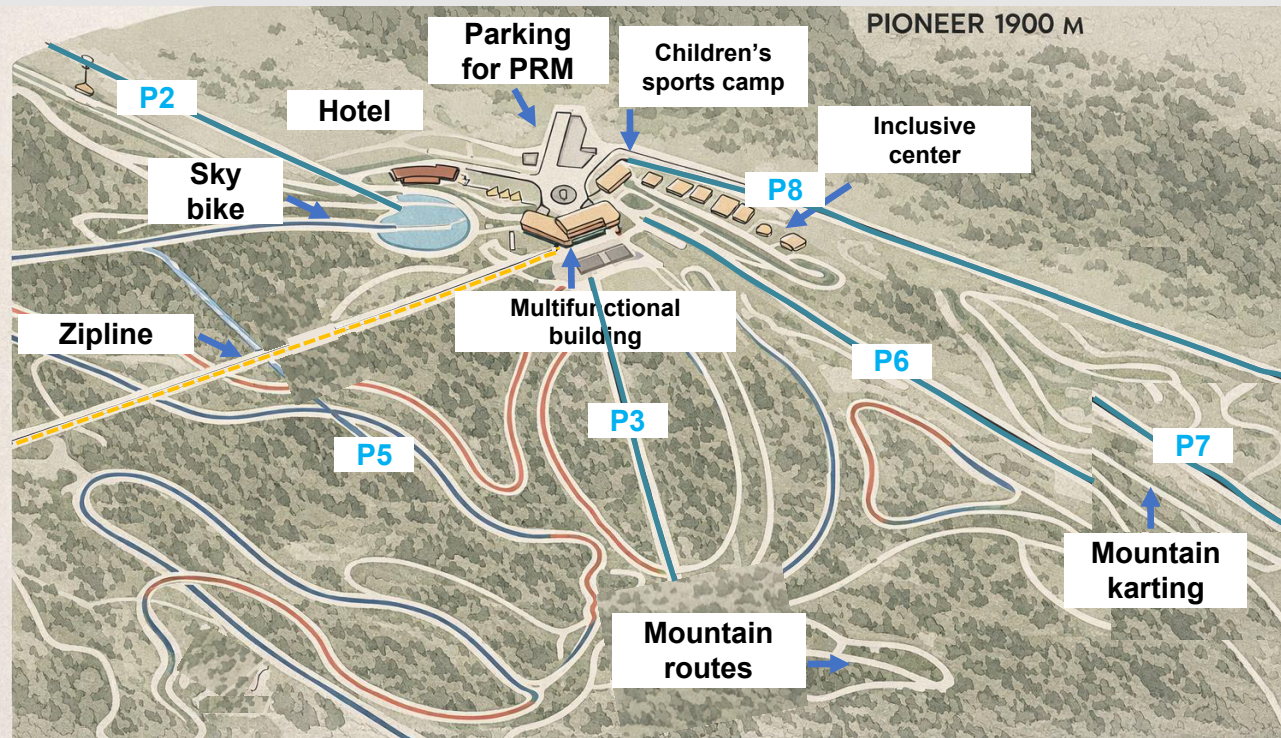 PIONEER 1900 M
Parking
for PRM
Children's
sports camp
P2
Hotel
Inclusive
center
Sky
bike
P8
Multifunctional
building
Zipline
P6
P3
P7
P5
Mountain
karting
Mountain
routes